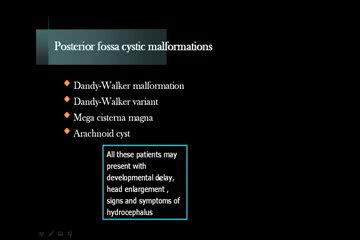 Posterior fossa cystic malformations
Dandy-Walker malformation
Dandy-Walker variant
Mega cisterna magna
Arachnoid cyst
All these patients may
present with
developmental delay,
head enlargement ,
signs and symptoms of
hydrocephalus